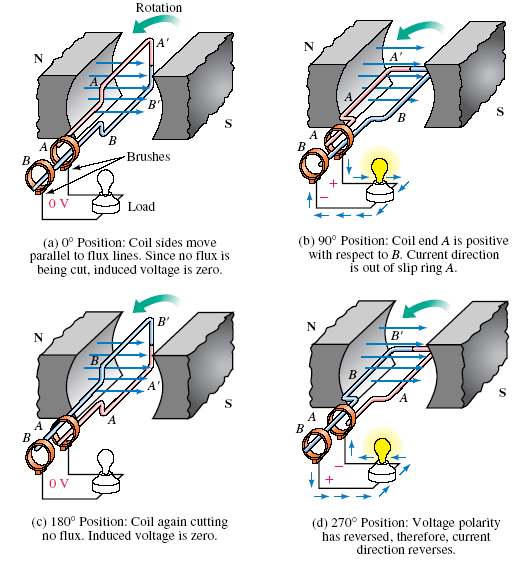 Rotation
A'
N
A
B'
S
B
A
B
Brushes
0 V
Load
(a) 0° Position: Coil sides move
parallel to flux lines. Since no flux is
being cut, induced voltage is zero.
N
A'
S
A
B
A
B
+
−
(b) 90° Position: Coil end A is positive
with respect to B. Current direction
is out of slip ring A.
B'
N
B
A'
S
A
A
B
0 V
(c) 180° Position: Coil again cutting
no flux. Induced voltage is zero.
N
B'
B
S
A
A
B
−
+
(d) 270° Position: Voltage polarity
has reversed, therefore, current
direction reverses.